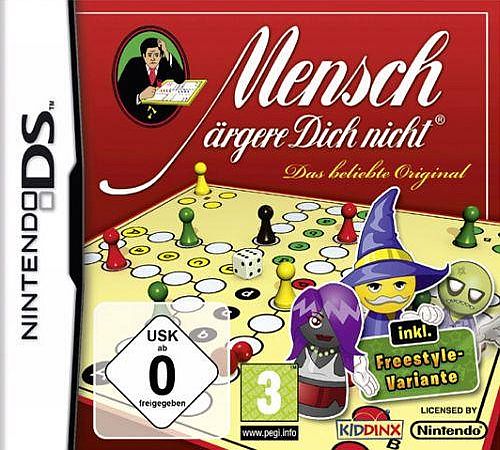 NINTENDO DS™
Mensch
ärgere Dich nicht®
Das beliebte Original
inkl.
Freestyle-
Variante
USK
ab
0
freigegeben
3
www.pegi.info
KIDDINX
LICENSED BY
Nintendo
B